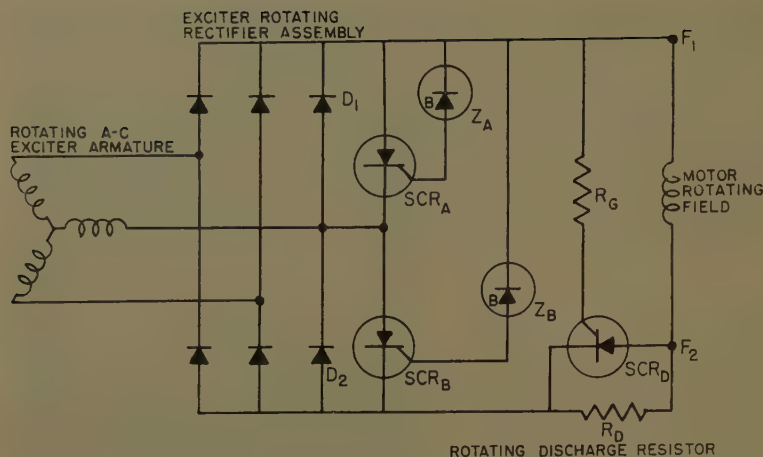 EXCITER ROTATING
RECTIFIER ASSEMBLY
F1
D1
B
ZA
ROTATING A-C
EXCITER ARMATURE
SCRA
RG
MOTOR
ROTATING
FIELD
B
ZB
F2
D2
SCRB
SCRD
RD
ROTATING DISCHARGE RESISTOR